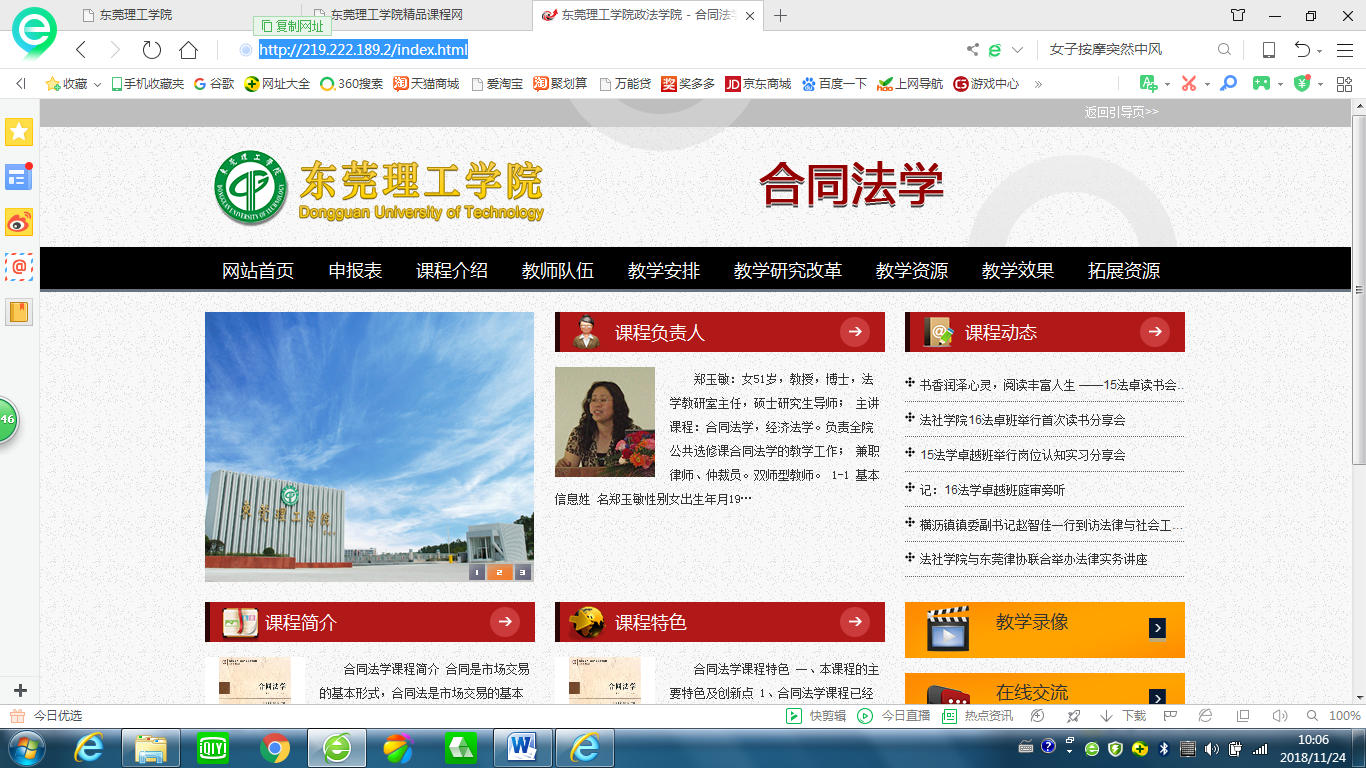 东莞理工学院
东莞理工学院精品课程网
东莞理工学院政法学院 - 合同法学
复制网址
http://219.222.189.2/index.html
女子按摩突然中风
收藏
手机收藏夹
谷歌
网址大全
360搜索
天猫商城
爱淘宝
聚划算
万能贷
奖多多
京东商城
百度一下
上网导航
游戏中心
返回引导页>>
东莞理工学院
Dongguan University of Technology
合同法学
网站首页
申报表
课程介绍
教师队伍
教学安排
教学研究改革
教学资源
教学效果
拓展资源
东莞理工学院
1 2 3
课程负责人
郑玉敏：女51岁，教授，博士，法
学教研室主任，硕士研究生导师； 主讲
课程：合同法学，经济法学。负责全院
公共选修课合同法学的教学工作； 兼职
律师、仲裁员。双师型教师。 1-1 基本
信息姓 名郑玉敏性别女出生年月19…
课程动态
书香润泽心灵，阅读丰富人生 ——15法卓读书会..
法社学院16法卓班举行首次读书分享会
15法学卓越班举行岗位认知实习分享会
记：16法学卓越班庭审旁听
横沥镇镇委副书记赵智佳一行到访法律与社会工...
法社学院与东莞律协联合举办法律实务讲座
课程简介
合同法学
合同法学课程简介 合同是市场交易
的基本形式，合同法是市场交易的基本
课程特色
合同法学
合同法学课程特色 一、本课程的主
要特色及创新点 1、合同法学课程已经
教学录像
在线交流
46
今日优选
快剪辑
今日直播
热点资讯
下载
100%
10:06
2018/11/24